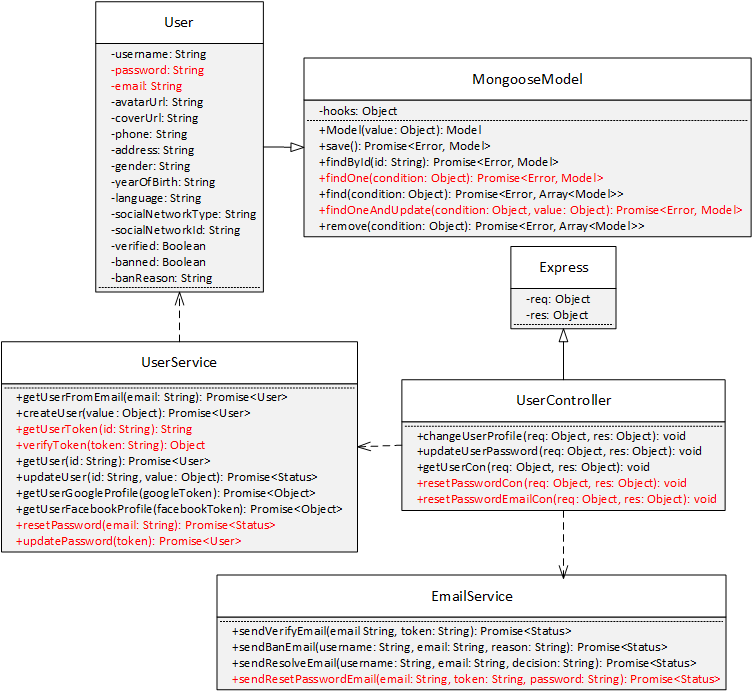 User
-username: String
-password: String
-email: String
-avatarUrl: String
-coverUrl: String
-phone: String
-address: String
-gender: String
-yearOfBirth: String
-language: String
-socialNetworkType: String
-socialNetworkId: String
-verified: Boolean
-banned: Boolean
-banReason: String
MongooseModel
-hooks: Object
+Model(value: Object): Model
+save(): Promise<Error, Model>
+findById(id: String): Promise<Error, Model>
+findOne(condition: Object): Promise<Error, Model>
+find(condition: Object): Promise<Error, Array<Model>>
+findOneAndUpdate(condition: Object, value: Object): Promise<Error, Model>
+remove(condition: Object): Promise<Error, Array<Model>>
Express
-req: Object
-res: Object
UserService
+getUserFromEmail(email: String): Promise<User>
+createUser(value: Object): Promise<User>
+getUserToken(id: String): String
+verifyToken(token: String): Object
+getUser(id: String): Promise<User>
+updateUser(id: String, value: Object): Promise<Status>
+getUserGoogleProfile(googleToken): Promise<Object>
+getUserFacebookProfile(facebookToken): Promise<Object>
+resetPassword(email: String): Promise<Status>
+updatePassword(token): Promise<User>
UserController
+changeUserProfile(req: Object, res: Object): void
+updateUserPassword(req: Object, res: Object): void
+getUserCon(req: Object, res: Object): void
+resetPasswordCon(req: Object, res: Object): void
+resetPasswordEmailCon(req: Object, res: Object): void
EmailService
+sendVerifyEmail(email String, token: String): Promise<Status>
+sendBanEmail(username: String, email: String, reason: String): Promise<Status>
+sendResolveEmail(username: String, email: String, decision: String): Promise<Status>
+sendResetPasswordEmail(email: String, token: String, password: String): Promise<Status>